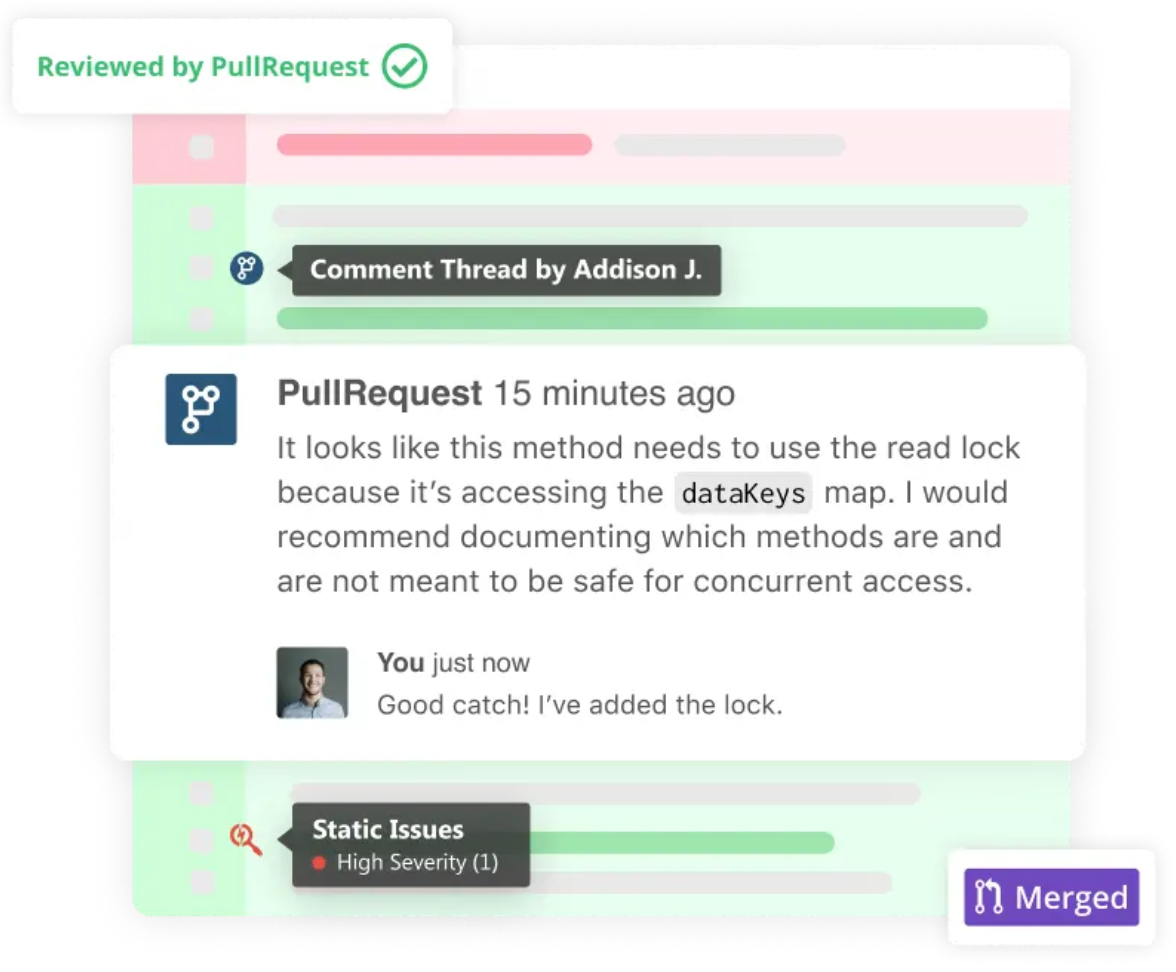 Reviewed by PullRequest
Comment Thread by Addison J.
PullRequest 15 minutes ago
It looks like this method needs to use the read lock
because it’s accessing the dataKeys map. I would
recommend documenting which methods are and
are not meant to be safe for concurrent access.
You just now
Good catch! I’ve added the lock.
Static Issues
High Severity (1)
Merged